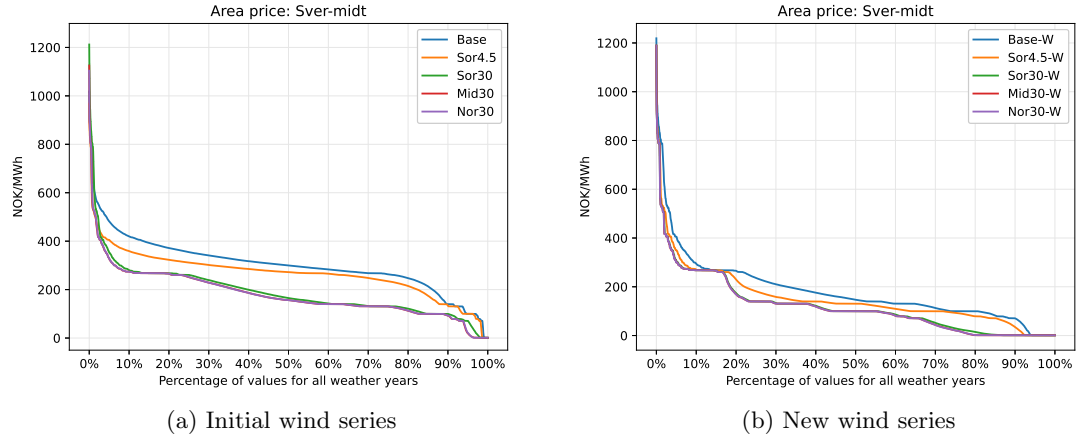 Area price: Sver-midt
NOK/MWh
1200
1000
800
600
400
200
0
Base
Sor4.5
Sor30
Mid30
Nor30
0% 10% 20% 30% 40% 50% 60% 70% 80% 90% 100%
Percentage of values for all weather years
(a) Initial wind series
Area price: Sver-midt
NOK/MWh
1200
1000
800
600
400
200
0
Base-W
Sor4.5-W
Sor30-W
Mid30-W
Nor30-W
0% 10% 20% 30% 40% 50% 60% 70% 80% 90% 100%
Percentage of values for all weather years
(b) New wind series